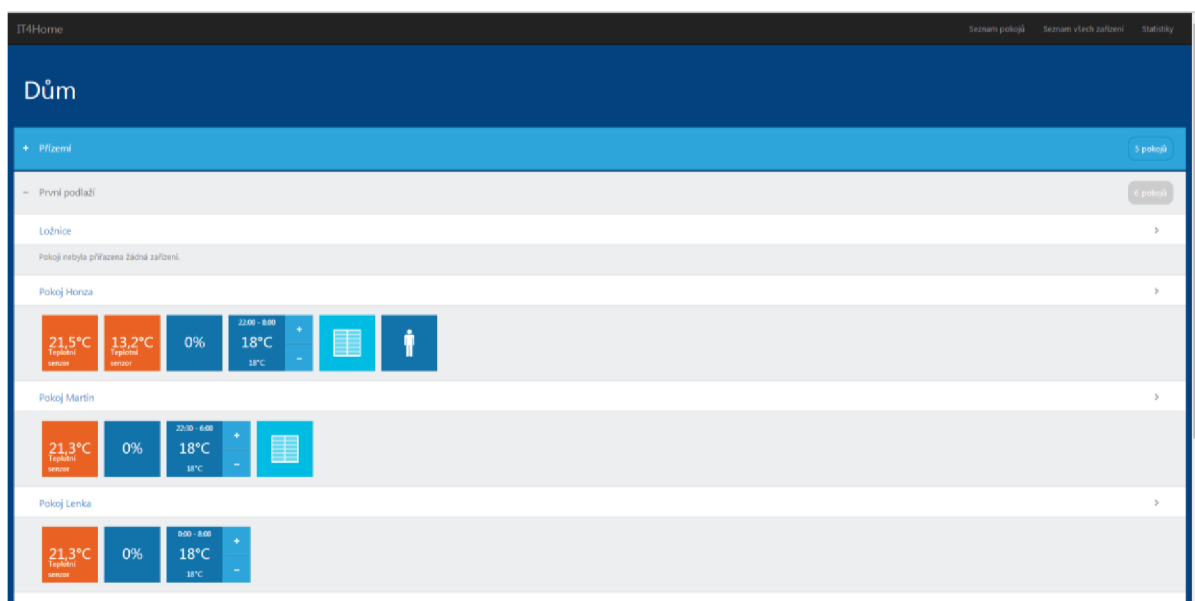 IT4Home
Seznam pokojů Seznam všech zařízení Statistiky
Dům
+ Přízemí 5 pokojů
− První podlaží 6 pokojů
Ložnice >
Pokoji nebyla přiřazena žádná zařízení.
Pokoj Honza >
22:00 - 8:00
21,5°C 13,2°C 0% 18°C + −
Teplotní senzor Teplotní senzor 18°C
Pokoj Martin >
22:30 - 6:00
21,3°C 0% 18°C + −
Teplotní senzor 18°C
Pokoj Lenka >
0:00 - 8:00
21,3°C 0% 18°C + −
Teplotní senzor 18°C